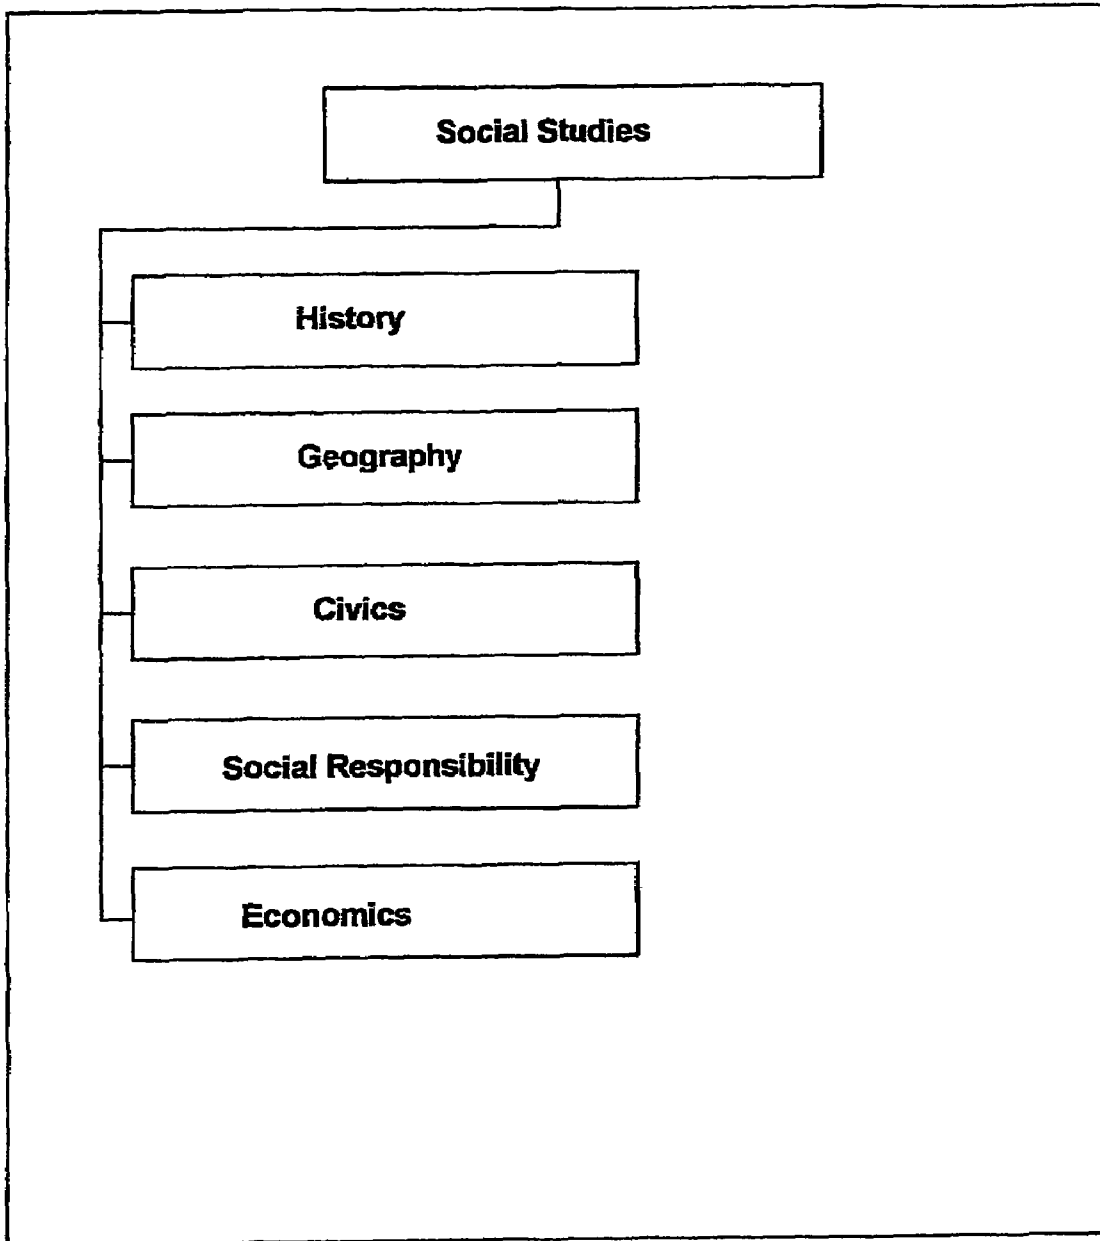 Social Studies
History
Geography
Civics
Social Responsibility
Economics